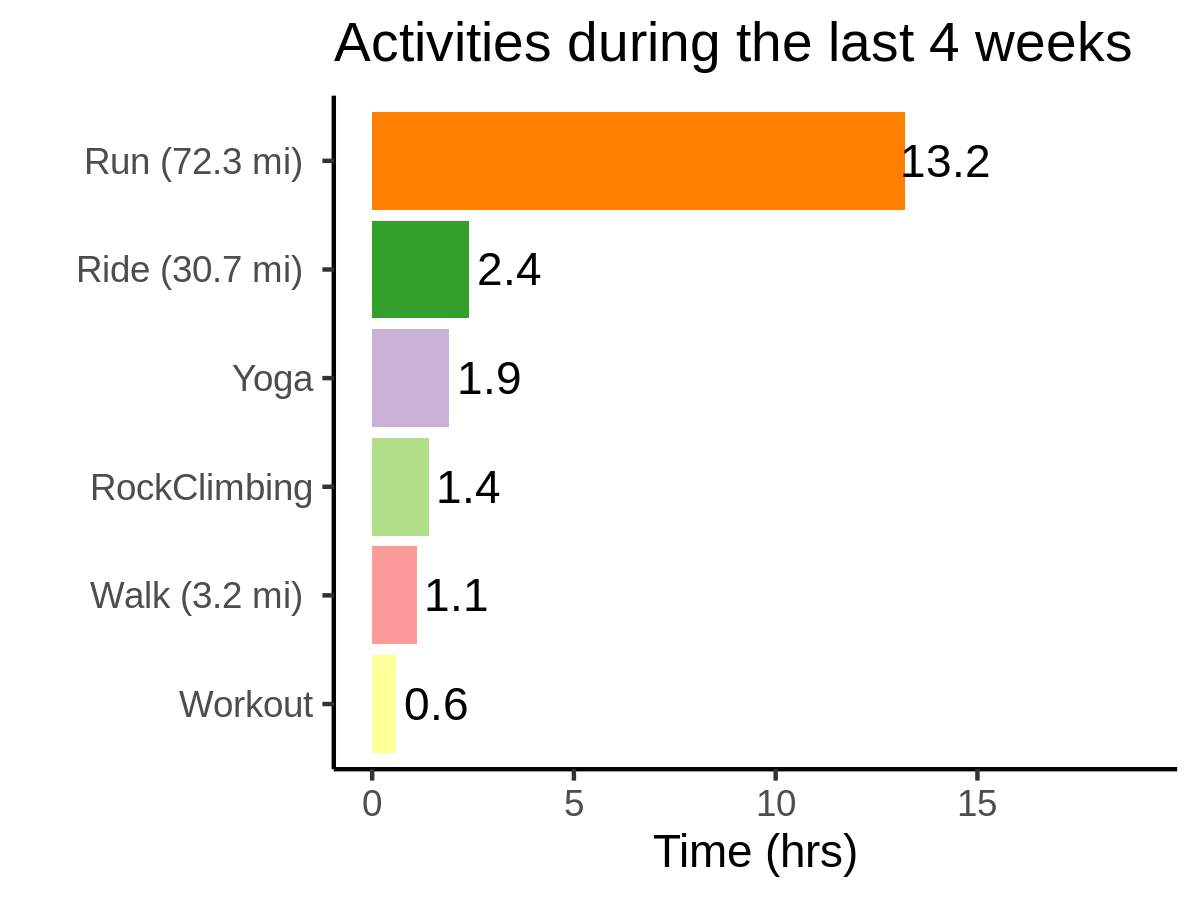 Activities during the last 4 weeks
Run (72.3 mi) 13.2
Ride (30.7 mi) 2.4
Yoga 1.9
RockClimbing 1.4
Walk (3.2 mi) 1.1
Workout 0.6
0 5 10 15
Time (hrs)